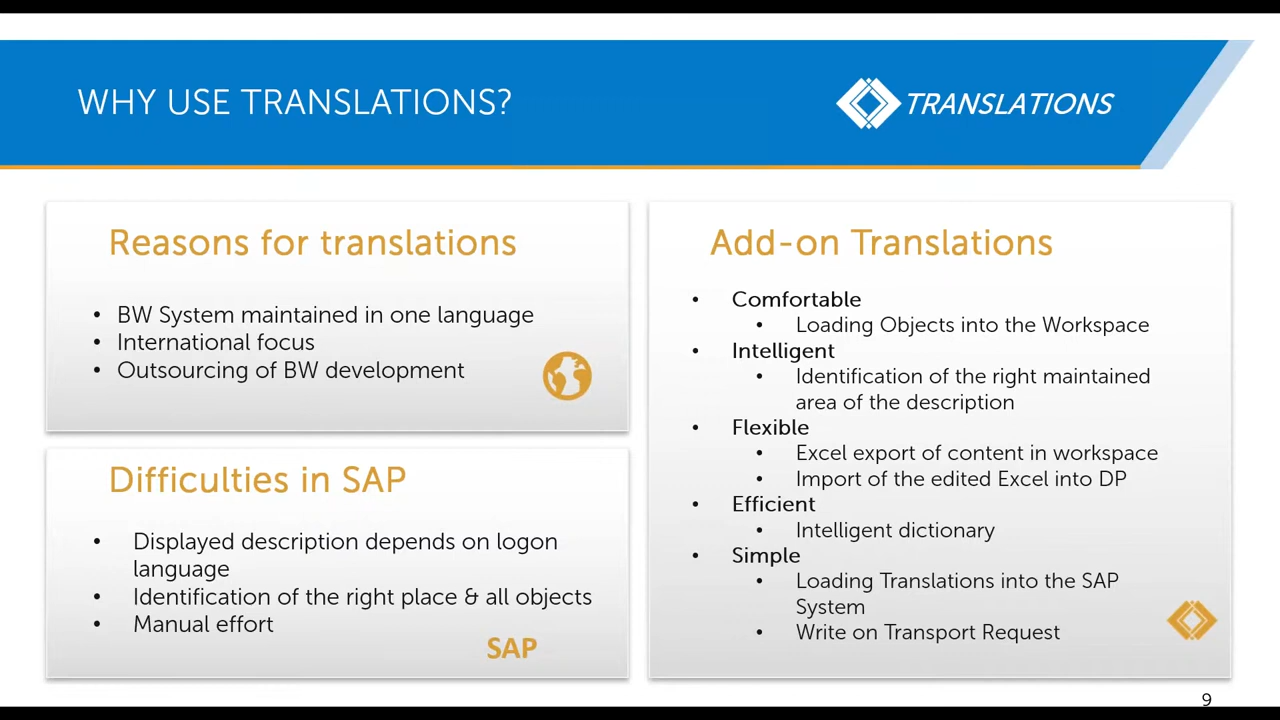 WHY USE TRANSLATIONS?
TRANSLATIONS
Reasons for translations
• BW System maintained in one language
• International focus
• Outsourcing of BW development
Difficulties in SAP
• Displayed description depends on logon
language
• Identification of the right place & all objects
• Manual effort
SAP
Add-on Translations
• Comfortable
• Loading Objects into the Workspace
• Intelligent
• Identification of the right maintained
area of the description
• Flexible
• Excel export of content in workspace
• Import of the edited Excel into DP
• Efficient
• Intelligent dictionary
• Simple
• Loading Translations into the SAP
System
• Write on Transport Request
9